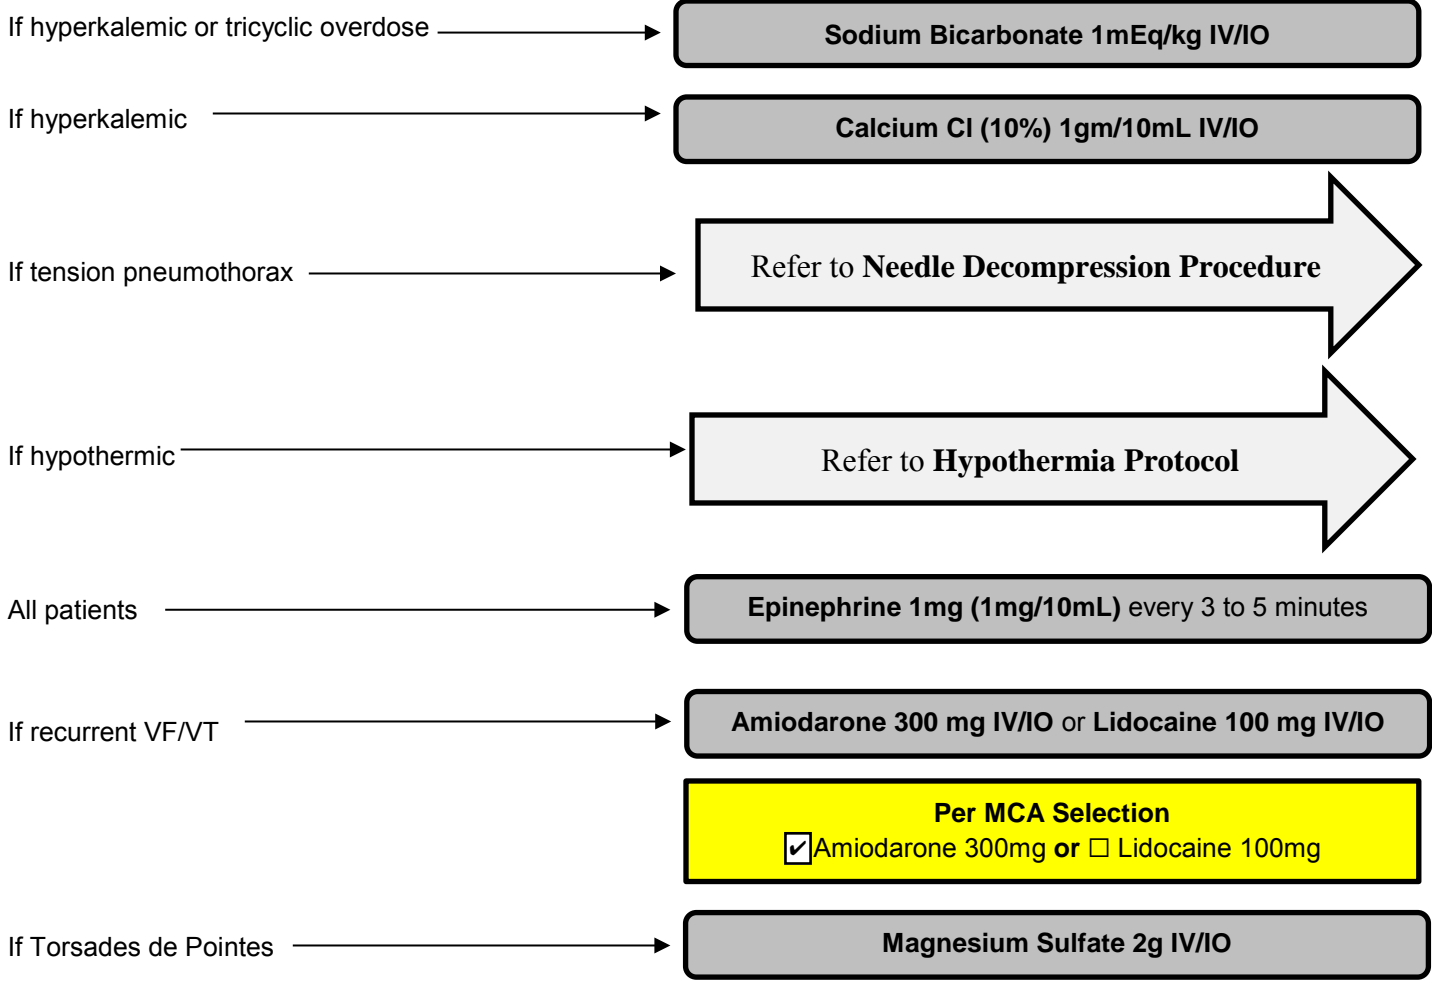 If hyperkalemic or tricyclic overdose
Sodium Bicarbonate 1mEq/kg IV/IO
If hyperkalemic
Calcium Cl (10%) 1gm/10mL IV/IO
If tension pneumothorax
Refer to Needle Decompression Procedure
If hypothermic
Refer to Hypothermia Protocol
All patients
Epinephrine 1mg (1mg/10mL) every 3 to 5 minutes
If recurrent VF/VT
Amiodarone 300 mg IV/IO or Lidocaine 100 mg IV/IO
Per MCA Selection
✔Amiodarone 300mg or ☐ Lidocaine 100mg
If Torsades de Pointes
Magnesium Sulfate 2g IV/IO